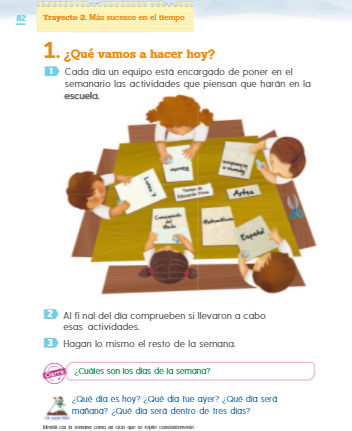 82
Trayecto 2. Más sucesos en el tiempo
1. ¿Qué vamos a hacer hoy?
1 Cada día un equipo está encargado de poner en el
semanario las actividades que piensan que harán en la
escuela.
Lunes y
Tiempo de
Educación Física
Artes
Conocimiento
del Medio
Matemáticas
Español
2 Al fi nal del día comprueben si llevaron a cabo
esas actividades.
3 Hagan lo mismo el resto de la semana.
Cierre
¿Cuáles son los días de la semana?
¿Qué día es hoy? ¿Qué día fue ayer? ¿Qué día será
mañana? ¿Qué día será dentro de tres días?
Identificar la semana como un ciclo que se repite constantemente.